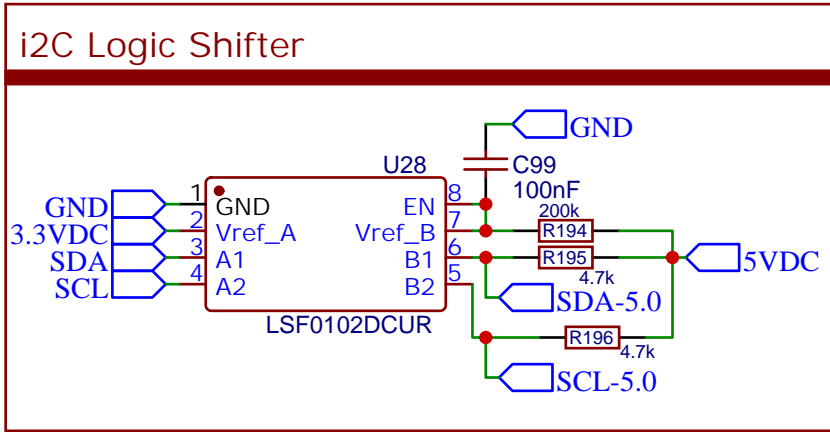 i2C Logic Shifter
GND
U28
C99
100nF
GND
1
GND
EN
8
200k
3.3VDC
2
Vref_A
Vref_B
7
R194
SDA
3
A1
B1
6
R195
5VDC
SCL
4
A2
B2
5
4.7k
SDA-5.0
LSF0102DCUR
R196
4.7k
SCL-5.0